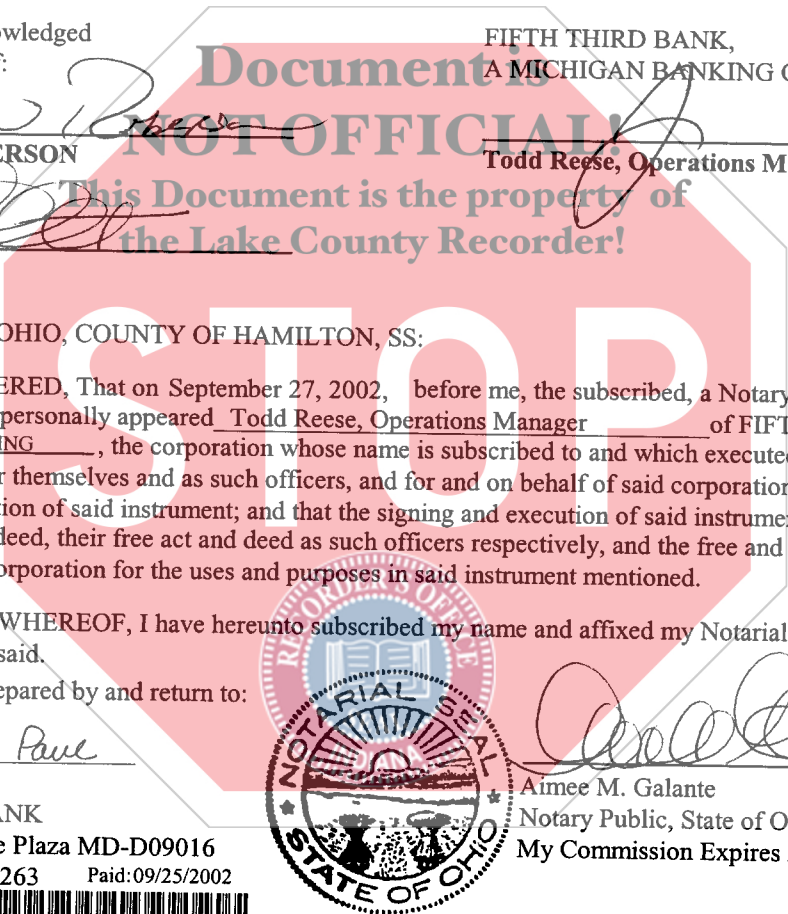 owledged
FIFTH THIRD BANK,
A MICHIGAN BANKING C
Document is
NOT OFFICIAL!
This Document is the property of
the Lake County Recorder!
ERSON
Todd Reese, Operations M
STOP
OHIO, COUNTY OF HAMILTON, SS:
ERED, That on September 27, 2002, before me, the subscribed, a Notary
personally appeared Todd Reese, Operations Manager of FIFT
ING , the corporation whose name is subscribed to and which executed
r themselves and as such officers, and for and on behalf of said corporation
tion of said instrument; and that the signing and execution of said instrume
deed, their free act and deed as such officers respectively, and the free and
orporation for the uses and purposes in said instrument mentioned.
WHEREOF, I have hereunto subscribed my name and affixed my Notarial
said.
epared by and return to:
RECORDER'S OFFICE
INDIANA
NOTARIAL SEAL
STATE OF OHIO
Paul
Aimee M. Galante
Notary Public, State of O
My Commission Expires
ANK
e Plaza MD-D09016
263 Paid:09/25/2002